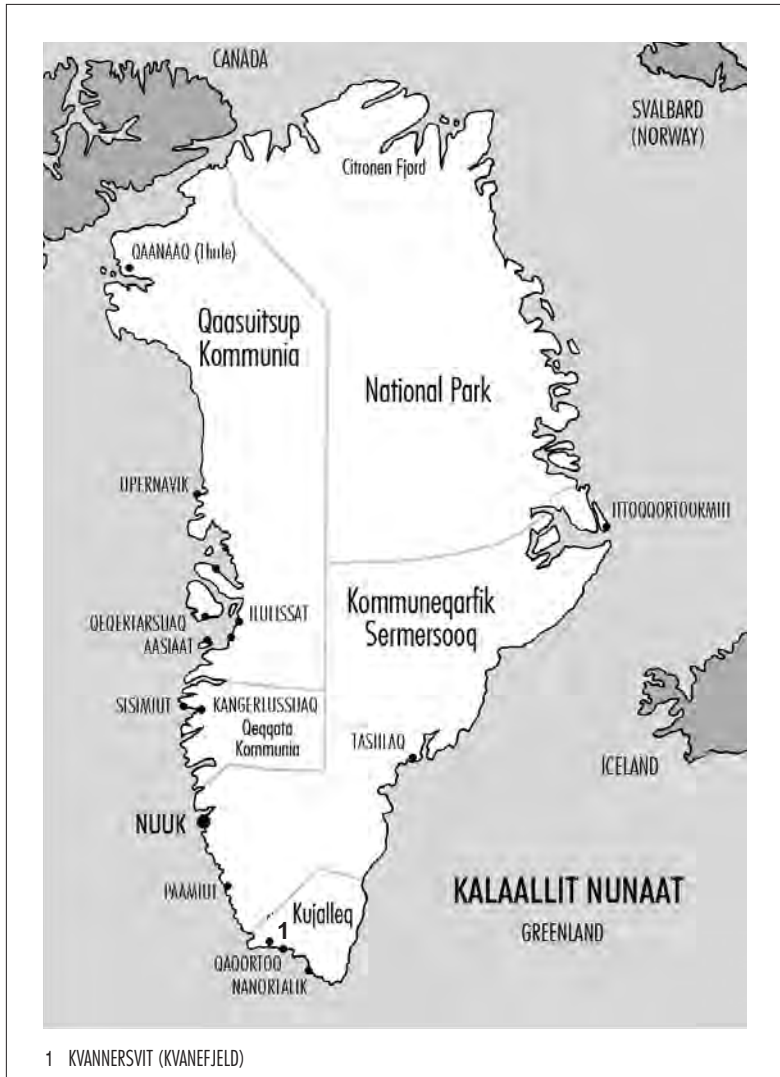 CANADA
SVALBARD
(NORWAY)
Citronen Fjord
QAANAAQ (Thule)
Qaasuitsup
Kommunia
National Park
UPERNAVIK
ITTOQQORTOORMIIT
Kommuneqarfik
Sermersooq
QEQERTARSUAQ
ILULISSAT
AASIAAT
SISIMIUT
KANGERLUSSUAQ
Qeqqata
Kommunia
TASIILAQ
ICELAND
NUUK
PAAMIUT
KALAALLIT NUNAAT
GREENLAND
Kujalleq
1
QAQORTOQ
NANORTALIK
1 KVANNERSVIT (KVANEFJELD)